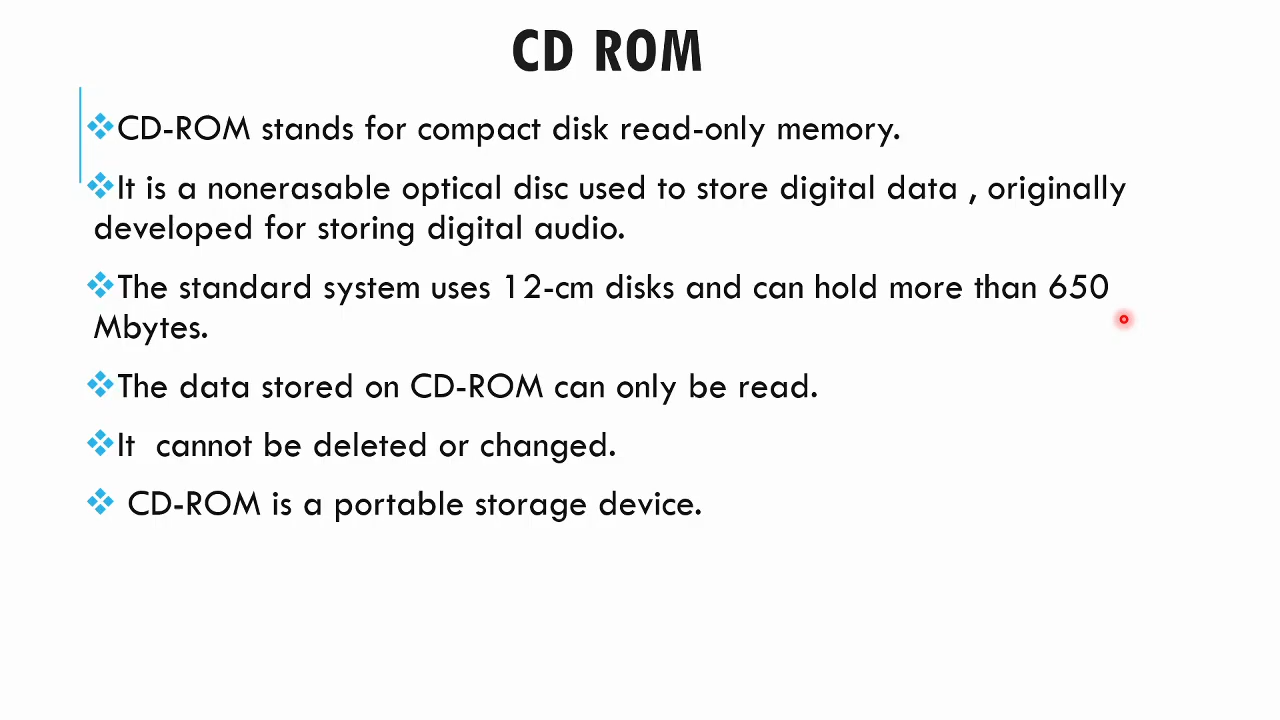 CD ROM
❖CD-ROM stands for compact disk read-only memory.
❖It is a nonerasable optical disc used to store digital data , originally
developed for storing digital audio.
❖The standard system uses 12-cm disks and can hold more than 650
Mbytes.
❖The data stored on CD-ROM can only be read.
❖It  cannot be deleted or changed.
❖ CD-ROM is a portable storage device.